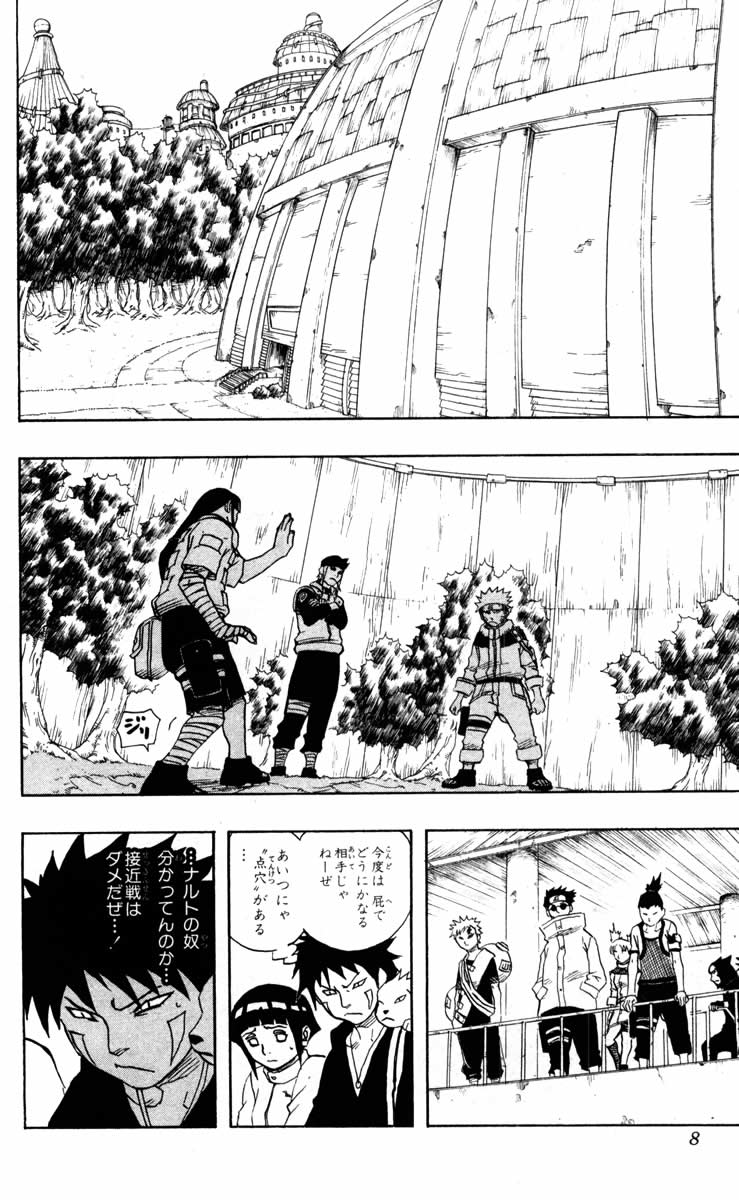 ジリ
今度は屁で
どうにかなる
相手じゃ
ねーぜ
あいつにゃ
“点穴”がある
…
…ナルトの奴
分かってんのか…
接近戦は
ダメだぜ…！
8